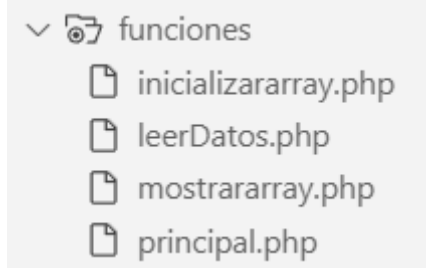 funciones
inicializararray.php
leerDatos.php
mostrararray.php
principal.php